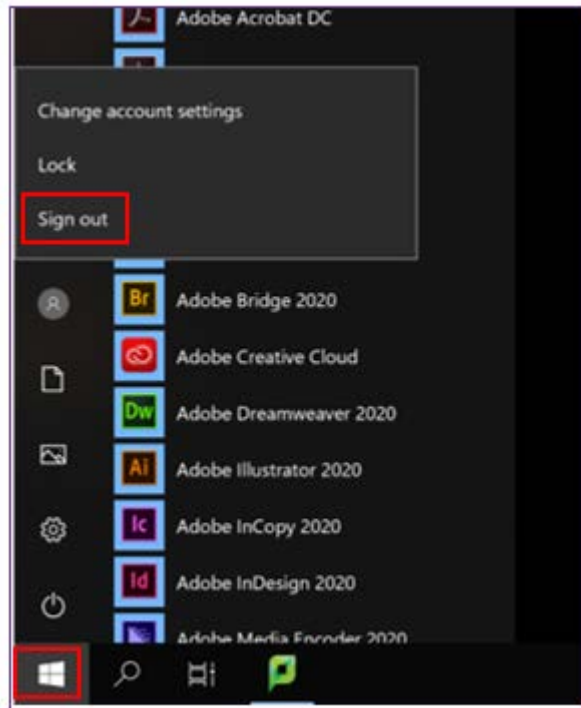 Adobe Acrobat DC
Change account settings
Lock
Sign out
Br Adobe Bridge 2020
Adobe Creative Cloud
Dw Adobe Dreamweaver 2020
Ai Adobe Illustrator 2020
Ic Adobe InCopy 2020
Id Adobe InDesign 2020
Adobe Media Encoder 2020